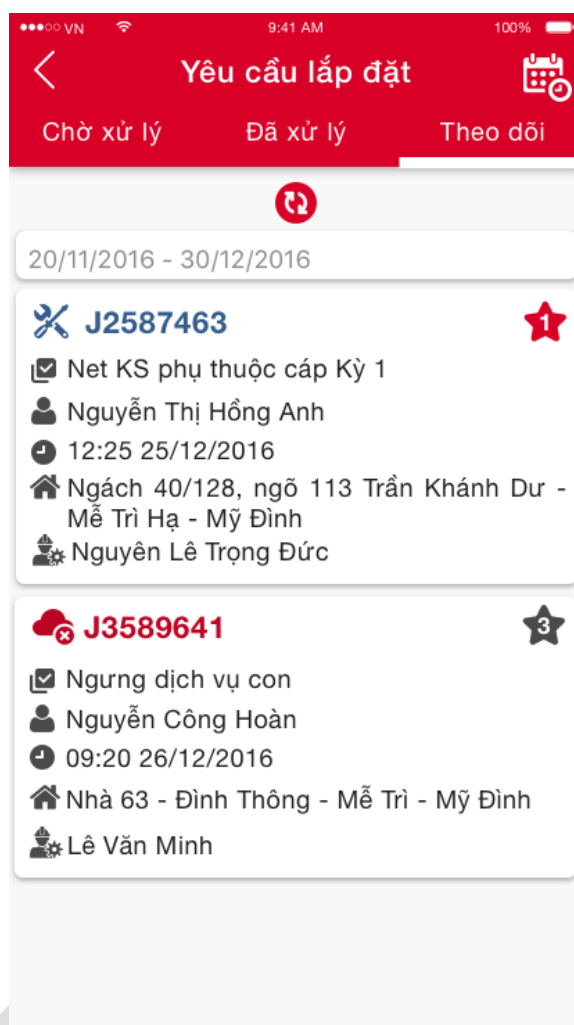 VN 9:41 AM 100%
Yêu cầu lắp đặt
Chờ xử lý Đã xử lý Theo dõi
20/11/2016 - 30/12/2016
J2587463 1
Net KS phụ thuộc cáp Kỳ 1
Nguyễn Thị Hồng Anh
12:25 25/12/2016
Ngách 40/128, ngõ 113 Trần Khánh Dư -
Mễ Trì Hạ - Mỹ Đình
Nguyên Lê Trọng Đức
J3589641 3
Ngưng dịch vụ con
Nguyễn Công Hoàn
09:20 26/12/2016
Nhà 63 - Đình Thông - Mễ Trì - Mỹ Đình
Lê Văn Minh